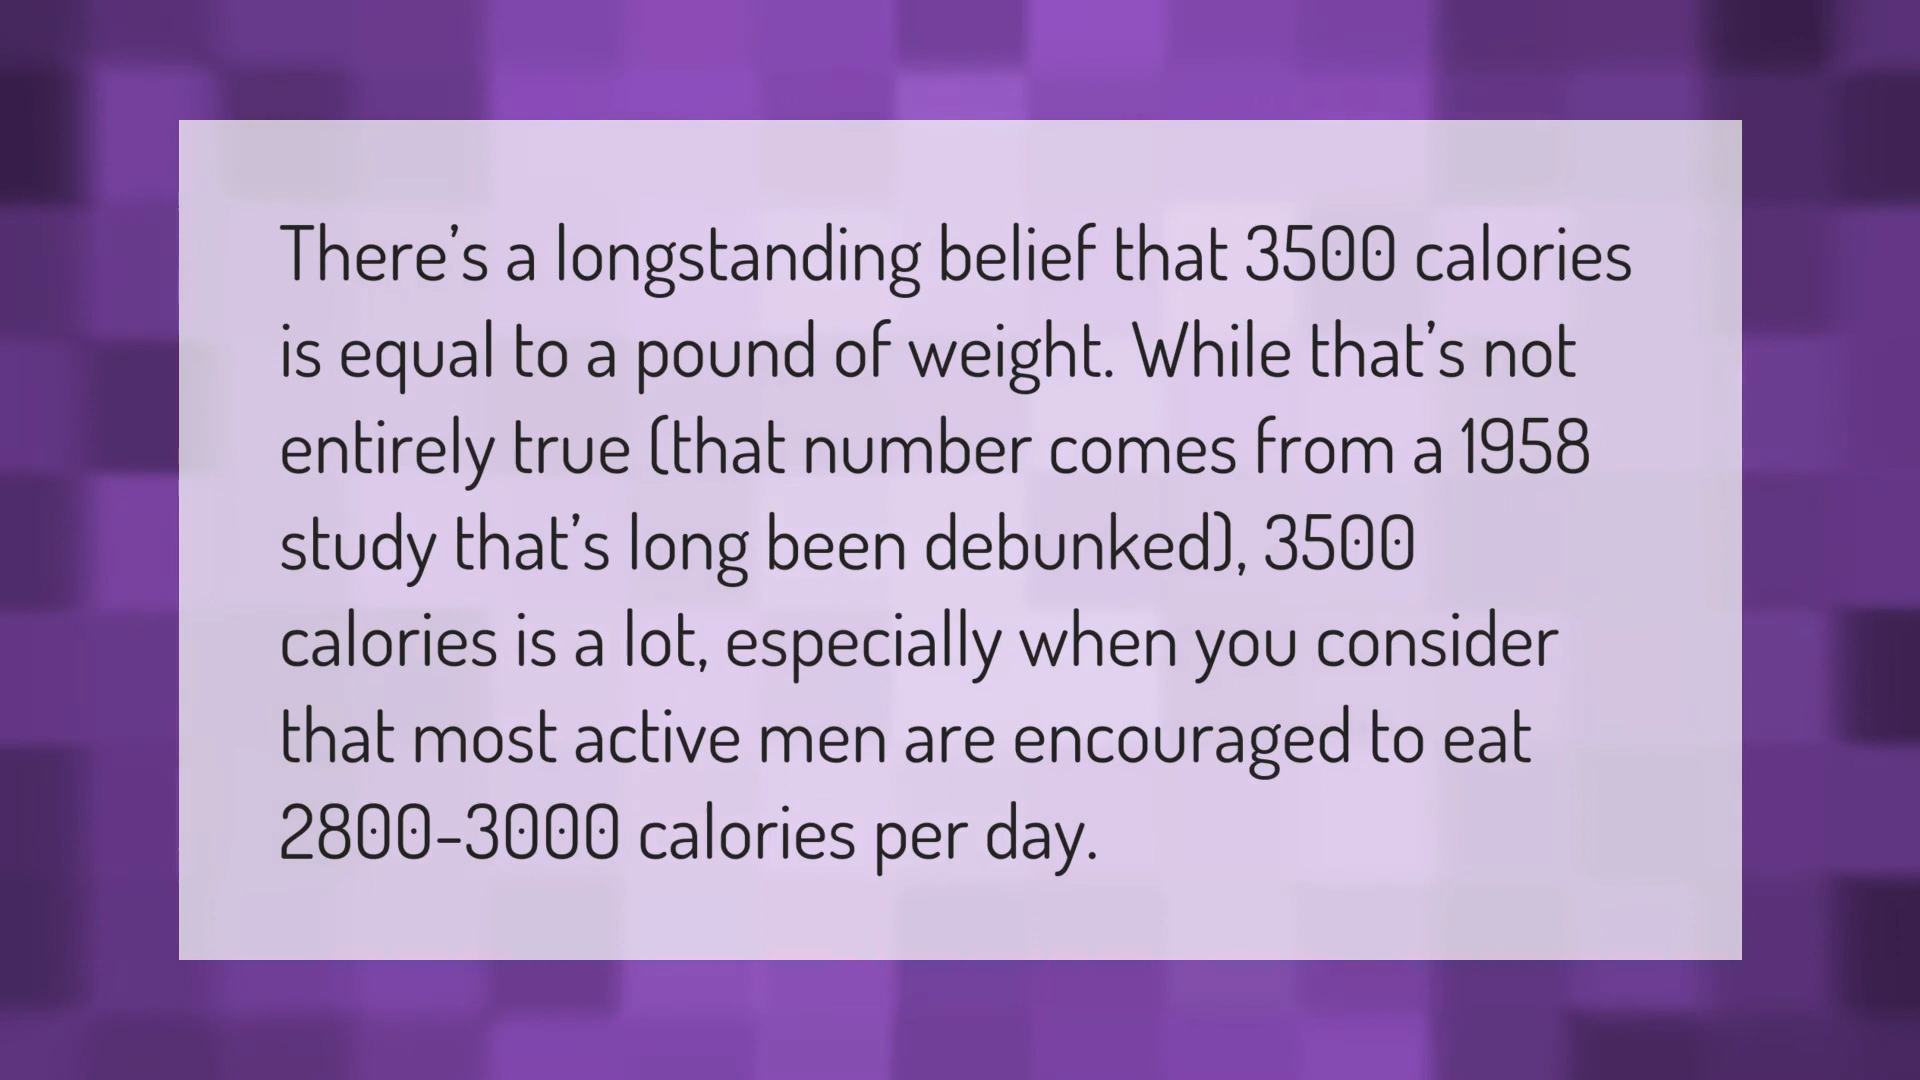 There’s a longstanding belief that 3500 calories
is equal to a pound of weight. While that’s not
entirely true (that number comes from a 1958
study that’s long been debunked), 3500
calories is a lot, especially when you consider
that most active men are encouraged to eat
2800-3000 calories per day.